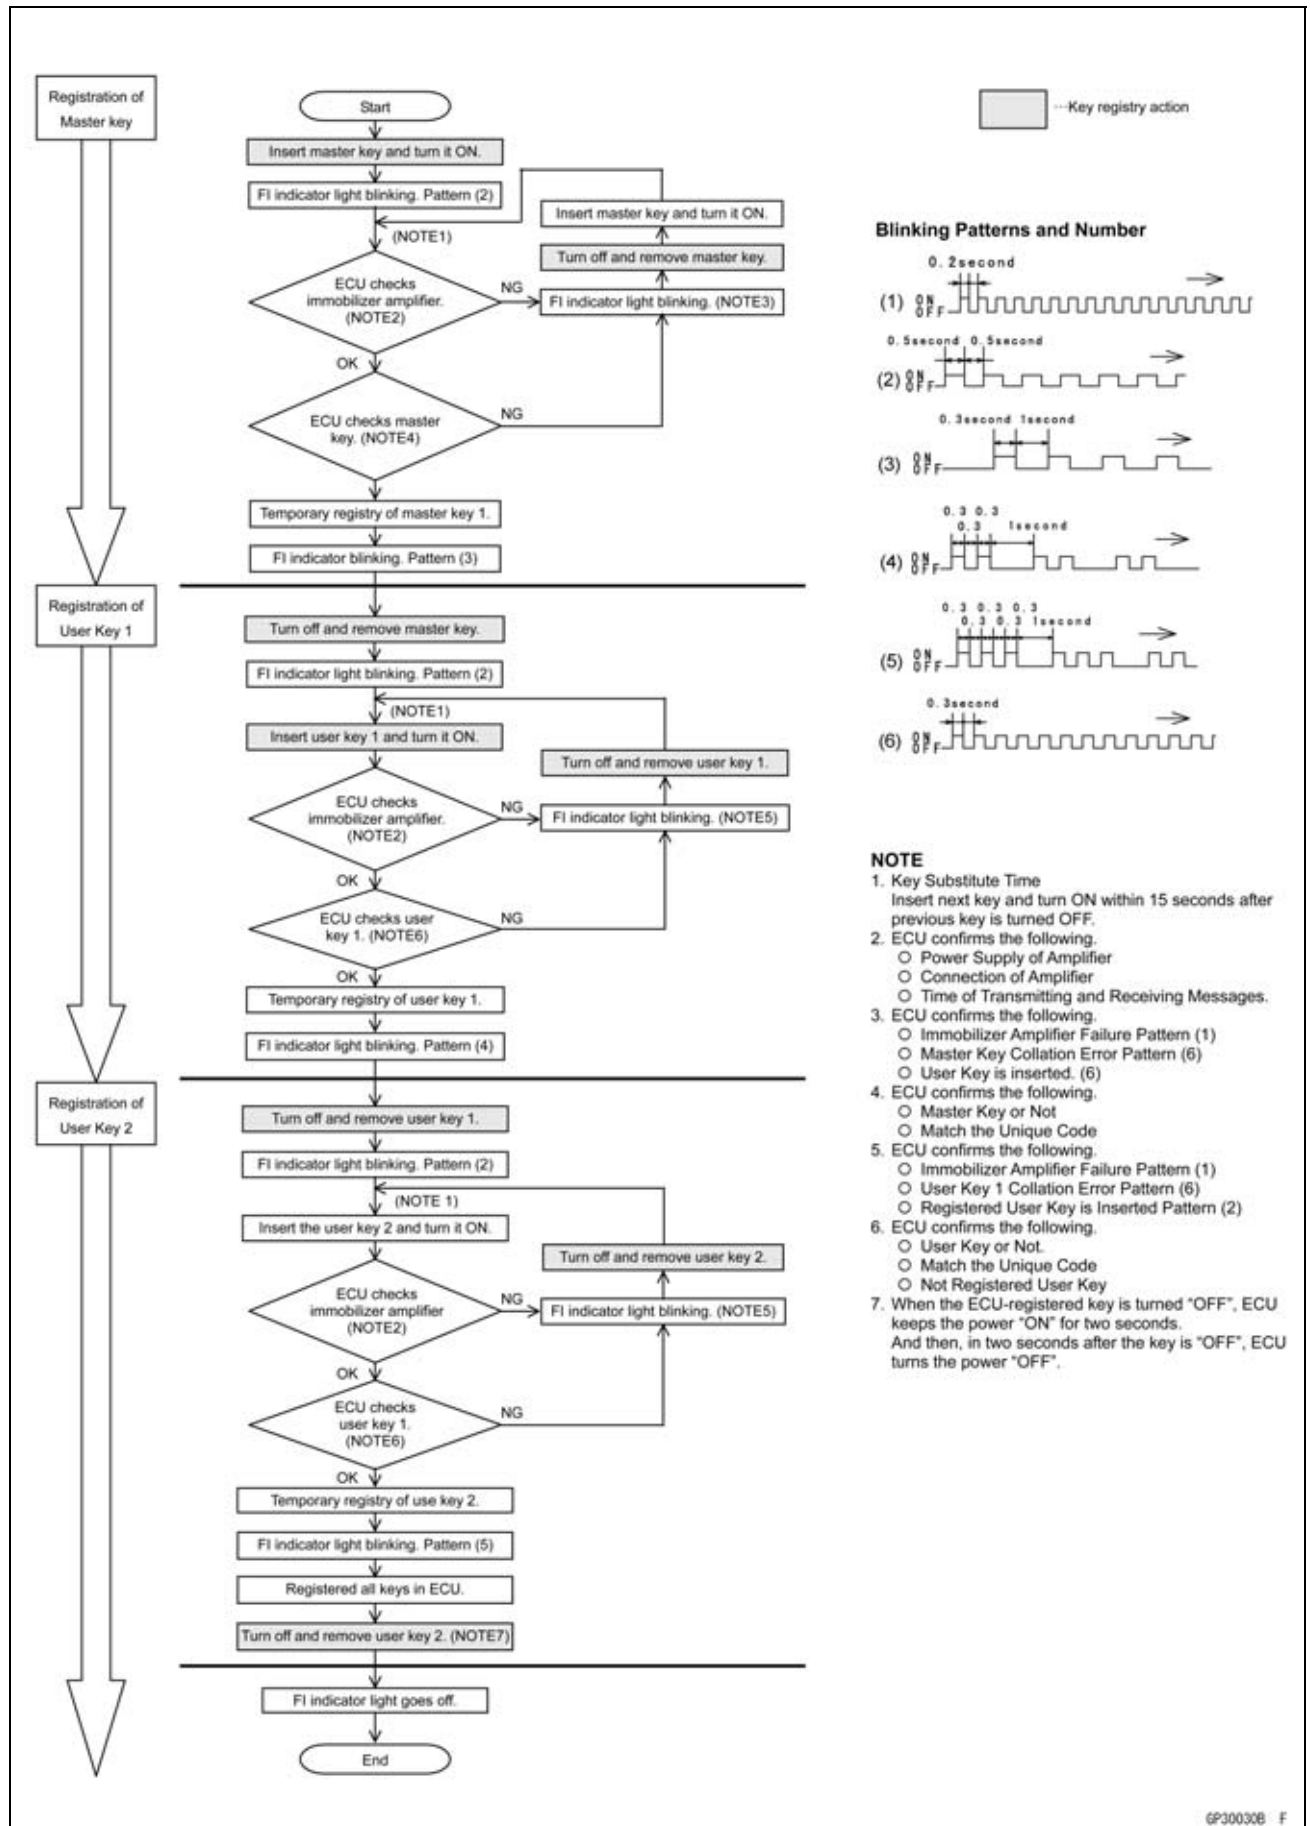 Registration of
Master key
Start
Insert master key and turn it ON.
FI indicator light blinking. Pattern (2)
(NOTE1)
ECU checks
immobilizer amplifier.
(NOTE2)
NG
OK
Insert master key and turn it ON.
Turn off and remove master key.
FI indicator light blinking. (NOTE3)
ECU checks master
key. (NOTE4)
NG
Temporary registry of master key 1.
FI indicator blinking. Pattern (3)
Registration of
User Key 1
Turn off and remove master key.
FI indicator light blinking. Pattern (2)
(NOTE1)
Insert user key 1 and turn it ON.
ECU checks
immobilizer amplifier.
(NOTE2)
NG
OK
Turn off and remove user key 1.
FI indicator light blinking. (NOTE5)
ECU checks user
key 1. (NOTE6)
NG
OK
Temporary registry of user key 1.
FI indicator light blinking. Pattern (4)
Registration of
User Key 2
Turn off and remove user key 1.
FI indicator light blinking. Pattern (2)
(NOTE 1)
Insert the user key 2 and turn it ON.
ECU checks
immobilizer amplifier
(NOTE2)
NG
OK
Turn off and remove user key 2.
FI indicator light blinking. (NOTE5)
ECU checks
user key 1.
(NOTE6)
NG
OK
Temporary registry of use key 2.
FI indicator light blinking. Pattern (5)
Registered all keys in ECU.
Turn off and remove user key 2. (NOTE7)
FI indicator light goes off.
End
···Key registry action
Blinking Patterns and Number
0.2second
(1) ON
OFF
0.5second 0.5second
(2) ON
OFF
0.3second 1second
(3) ON
OFF
0.3 0.3
0.3 1second
(4) ON
OFF
0.3 0.3 0.3
0.3 0.3 1second
(5) ON
OFF
0.3second
(6) ON
OFF
NOTE
1. Key Substitute Time
Insert next key and turn ON within 15 seconds after
previous key is turned OFF.
2. ECU confirms the following.
○ Power Supply of Amplifier
○ Connection of Amplifier
○ Time of Transmitting and Receiving Messages.
3. ECU confirms the following.
○ Immobilizer Amplifier Failure Pattern (1)
○ Master Key Collation Error Pattern (6)
○ User Key is inserted. (6)
4. ECU confirms the following.
○ Master Key or Not
○ Match the Unique Code
5. ECU confirms the following.
○ Immobilizer Amplifier Failure Pattern (1)
○ User Key 1 Collation Error Pattern (6)
○ Registered User Key is Inserted Pattern (2)
6. ECU confirms the following.
○ User Key or Not.
○ Match the Unique Code
○ Not Registered User Key
7. When the ECU-registered key is turned “OFF”, ECU
keeps the power “ON” for two seconds.
And then, in two seconds after the key is “OFF”, ECU
turns the power “OFF”.
GP30030B F